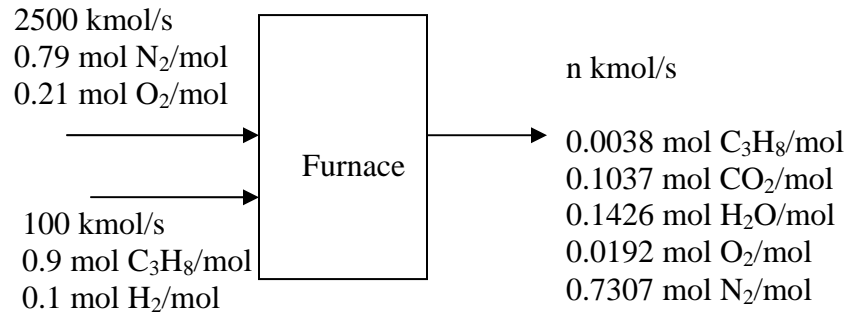 2500 kmol/s
0.79 mol N₂/mol
0.21 mol O₂/mol
100 kmol/s
0.9 mol C₃H₈/mol
0.1 mol H₂/mol
Furnace
n kmol/s
0.0038 mol C₃H₈/mol
0.1037 mol CO₂/mol
0.1426 mol H₂O/mol
0.0192 mol O₂/mol
0.7307 mol N₂/mol